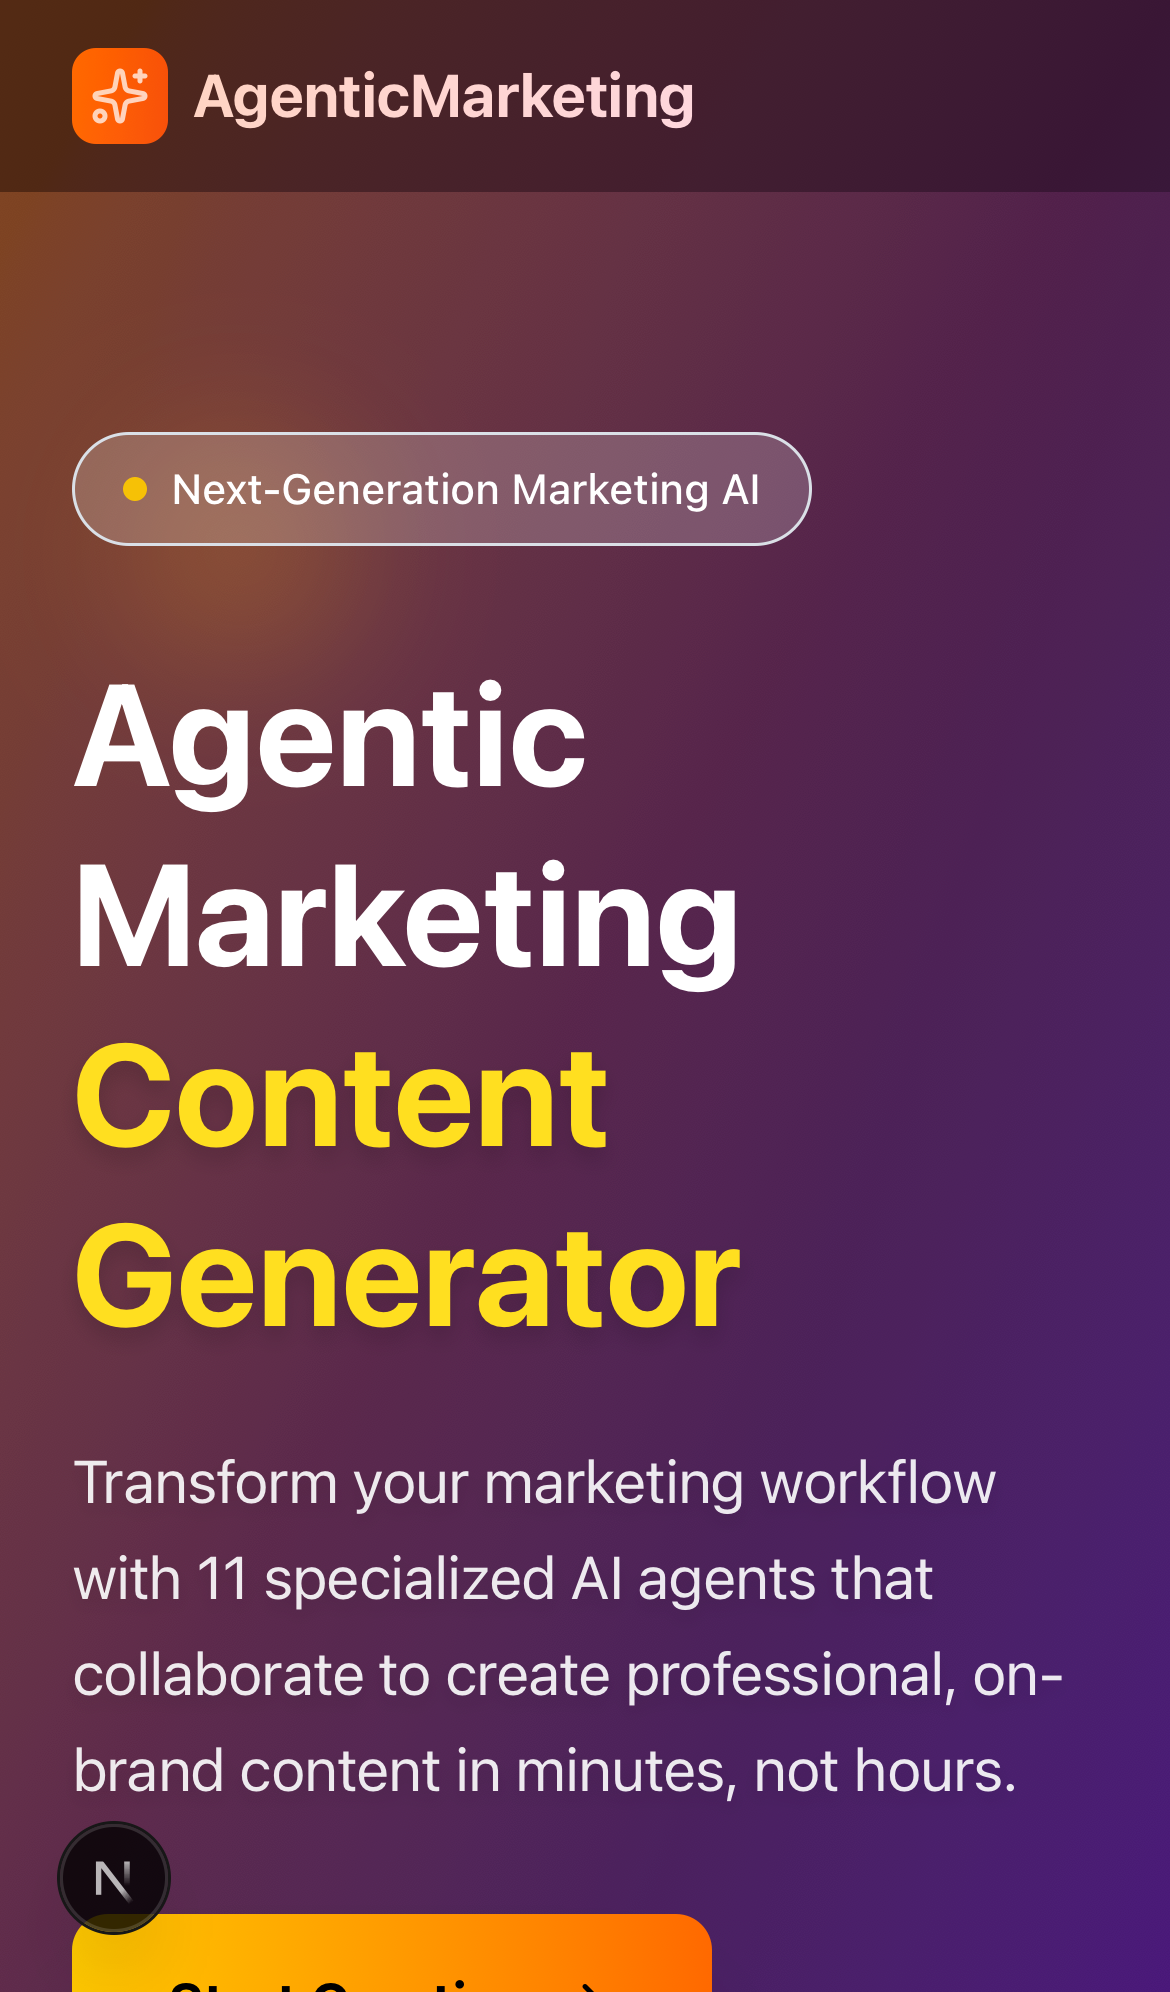 AgenticMarketing
Next-Generation Marketing AI
Agentic
Marketing
Content
Generator
Transform your marketing workflow
with 11 specialized AI agents that
collaborate to create professional, on-
brand content in minutes, not hours.
N